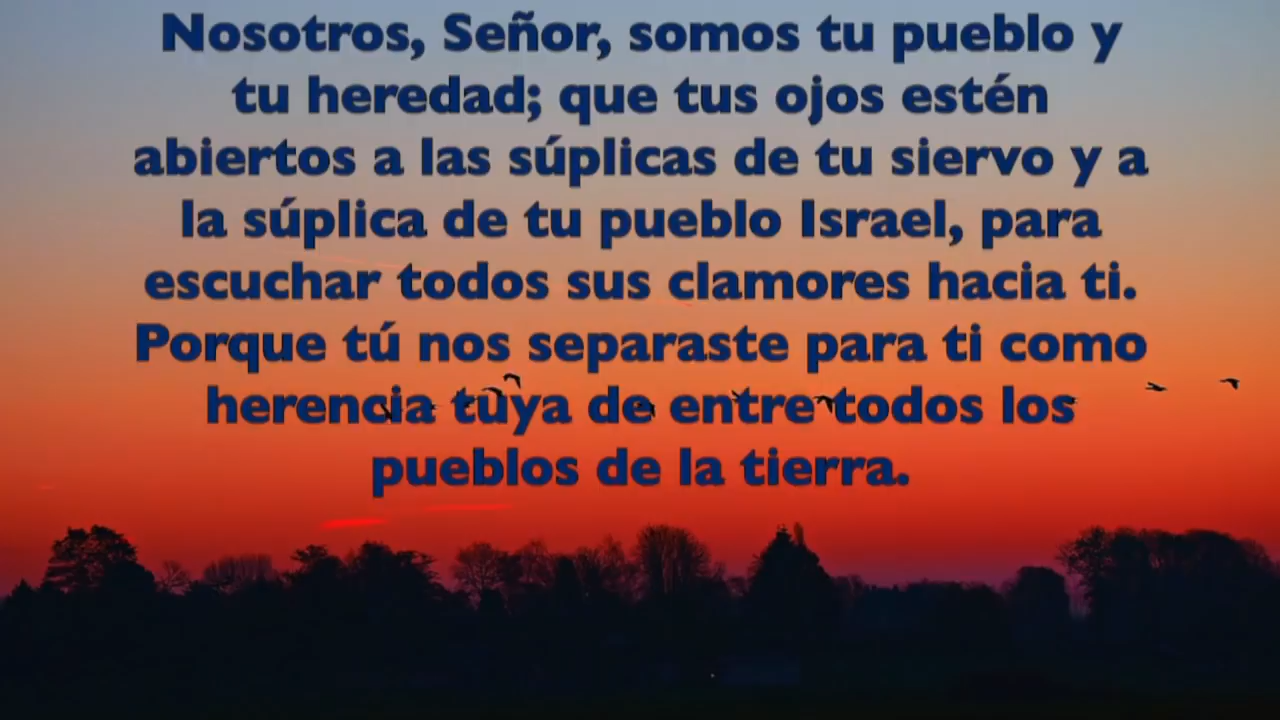 Nosotros, Señor, somos tu pueblo y
tu heredad; que tus ojos estén
abiertos a las súplicas de tu siervo y a
la súplica de tu pueblo Israel, para
escuchar todos sus clamores hacia ti.
Porque tú nos separaste para ti como
herencia tuya de entre todos los
pueblos de la tierra.